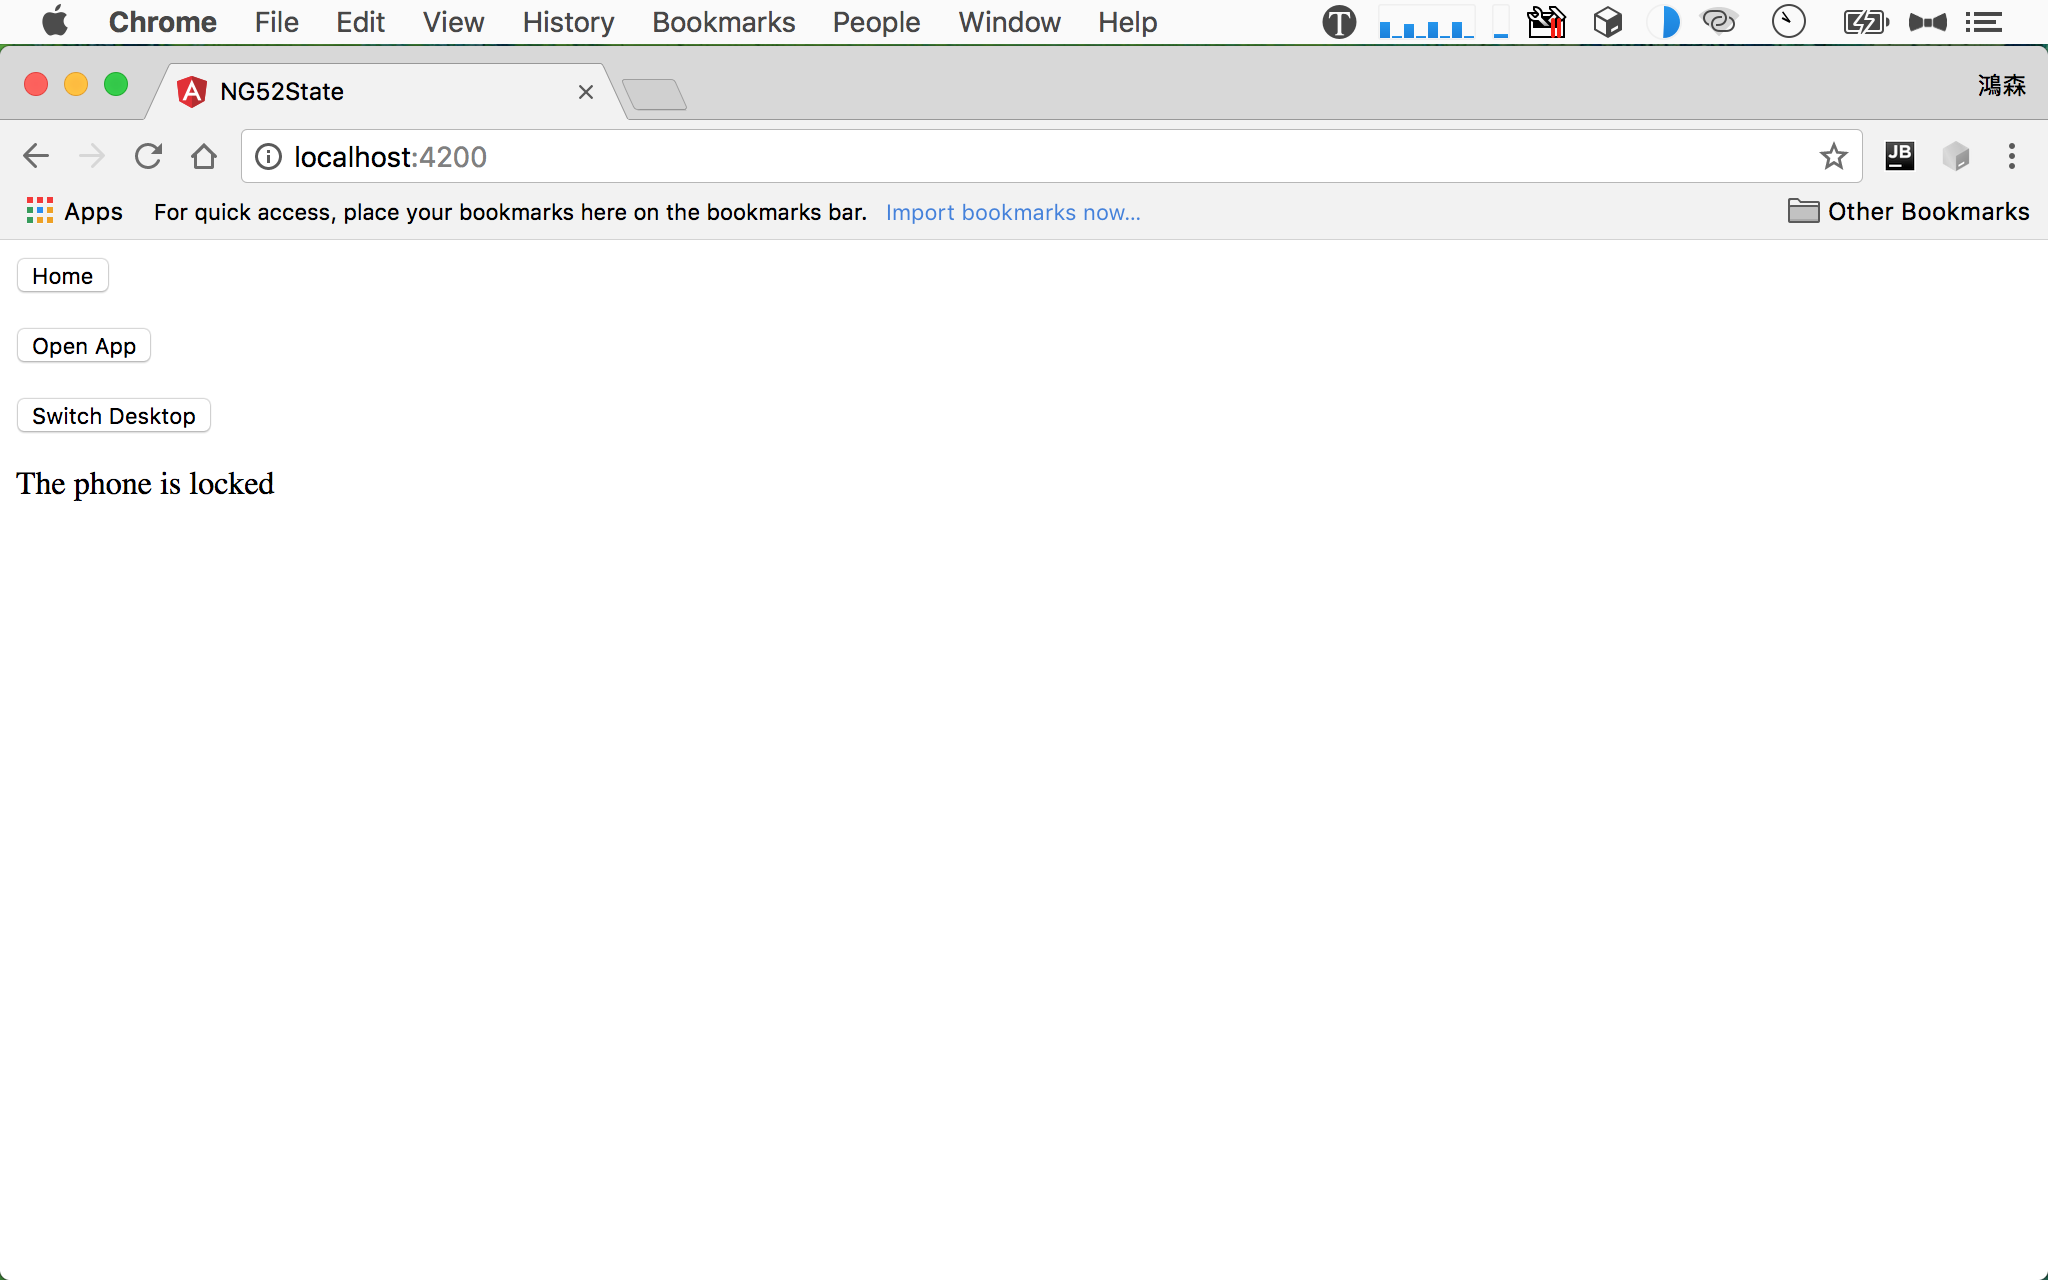 Chrome File Edit View History Bookmarks People Window Help
NG52State
鴻森
localhost:4200
JB
Apps For quick access, place your bookmarks here on the bookmarks bar. Import bookmarks now... Other Bookmarks
Home
Open App
Switch Desktop
The phone is locked